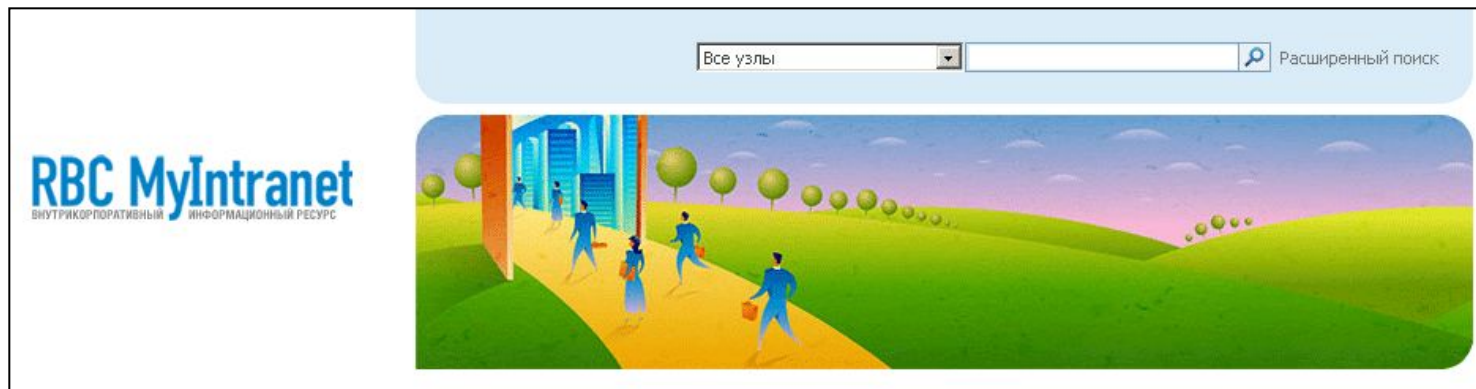 Все узлы
Расширенный поиск
RBC MyIntranet
ВНУТРИКОРПОРАТИВНЫЙ ИНФОРМАЦИОННЫЙ РЕСУРС